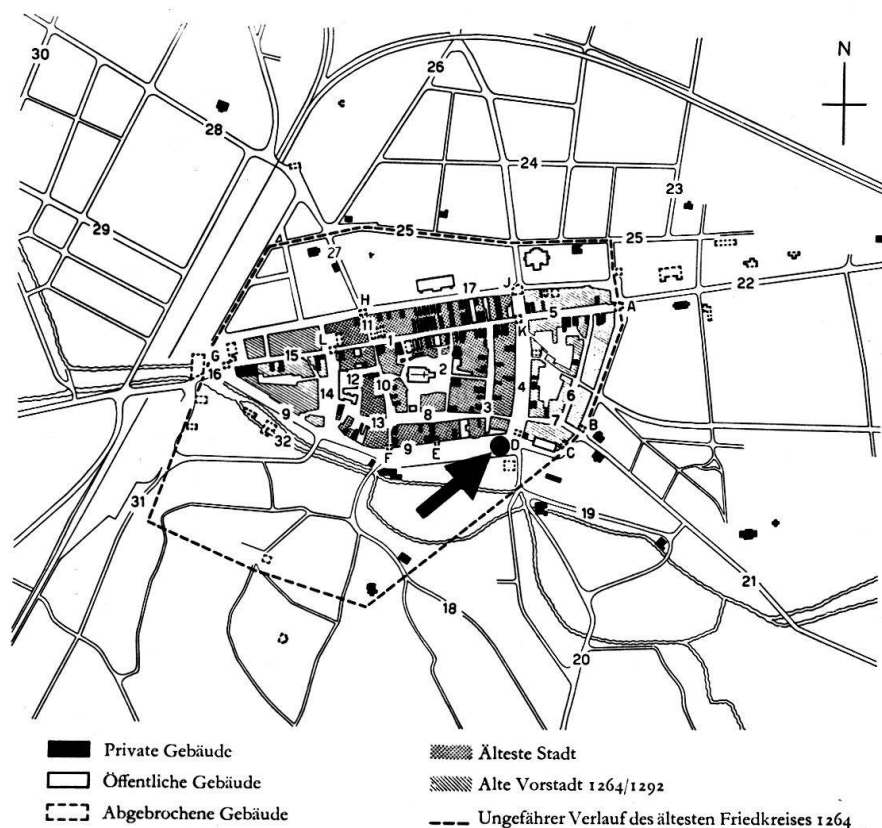 30
26
N
28
24
23
29
27
25
25
22
H
17
J
A
11
5
L
1
K
G
15
16
2
12
10
6
14
4
3
8
13
7
B
9
32
9
F
E
D
C
31
19
21
18
20
Private Gebäude
Öffentliche Gebäude
Abgebrochene Gebäude
Älteste Stadt
Alte Vorstadt 1264/1292
Ungefährer Verlauf des ältesten Friedkreises 1264